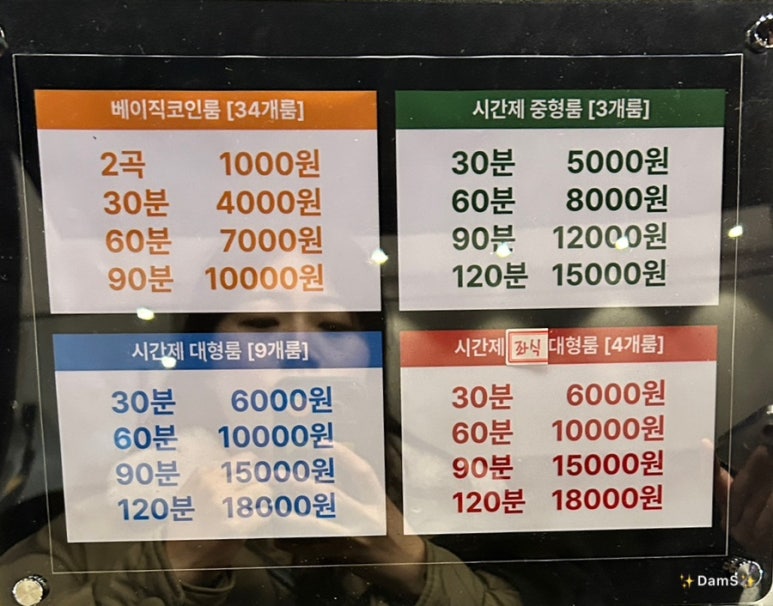 베이직코인룸 [34개룸]
2곡 1000원
30분 4000원
60분 7000원
90분 10000원
시간제 중형룸 [3개룸]
30분 5000원
60분 8000원
90분 12000원
120분 15000원
시간제 대형룸 [9개룸]
30분 6000원
60분 10000원
90분 15000원
120분 18000원
시간제 좌식 대형룸 [4개룸]
30분 6000원
60분 10000원
90분 15000원
120분 18000원
✨DamS✨